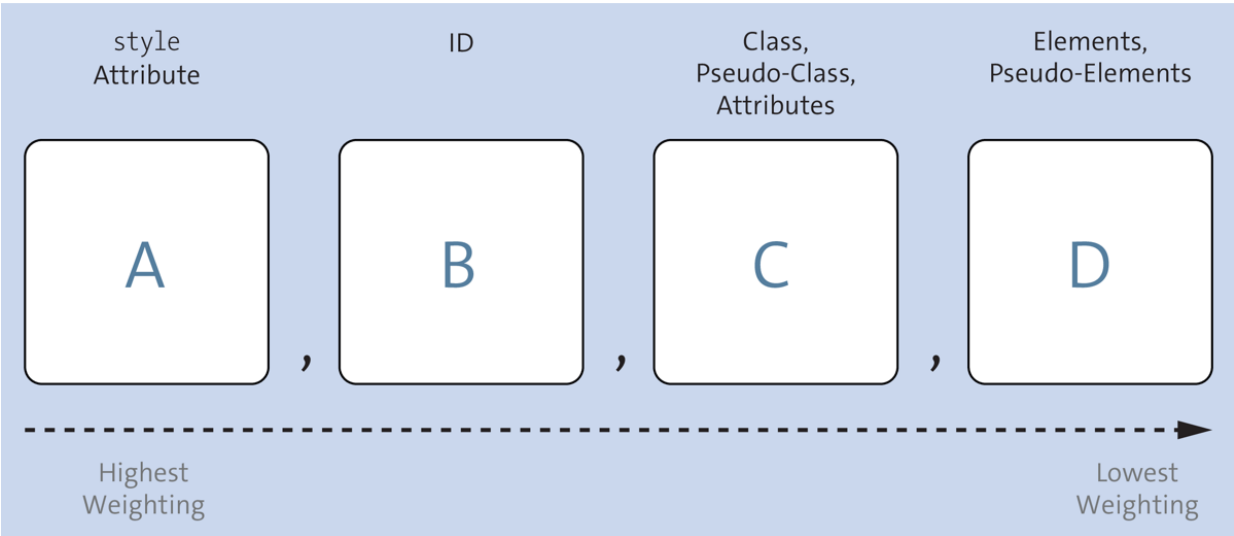 style
Attribute
ID
Class,
Pseudo-Class,
Attributes
Elements,
Pseudo-Elements
A , B , C , D
Highest
Weighting
Lowest
Weighting